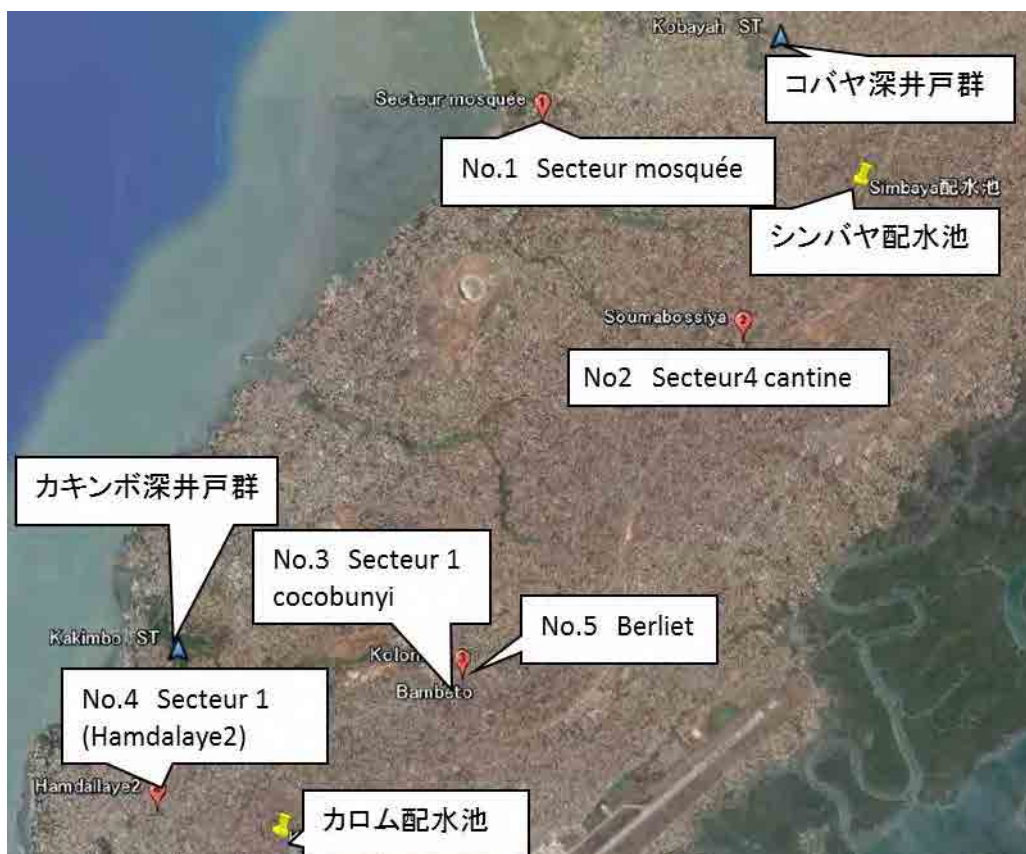 Kobayah ST
コバヤ深井戸群
Secteur mosquée
1
No.1 Secteur mosquée
Simbaya配水池
シンバヤ配水池
Soumabossiya
2
No2 Secteur4 cantine
カキンボ深井戸群
No.3 Secteur 1
cocobunyi
No.5 Berliet
Kakimbo ST
3
Bambeto
No.4 Secteur 1
(Hamdalaye2)
Hamdallaye2
カロム配水池